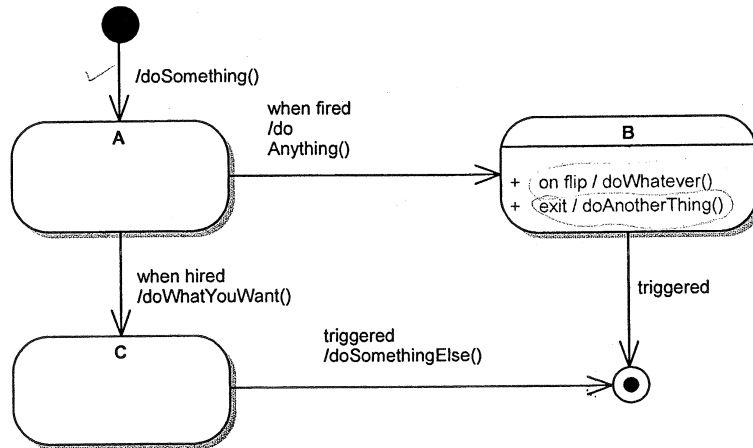 /doSomething()
A
when fired
/do
Anything()
B
+ on flip / doWhatever()
+ exit / doAnotherThing()
when hired
/doWhatYouWant()
triggered
C
triggered
/doSomethingElse()